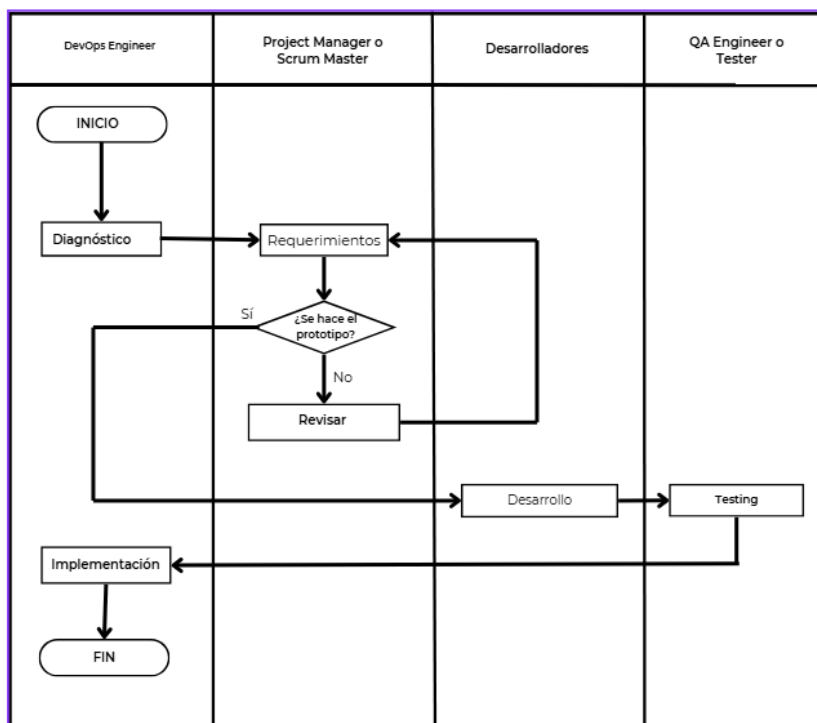 DevOps Engineer
Project Manager o
Scrum Master
Desarrolladores
QA Engineer o
Tester
INICIO
Diagnóstico
Requerimientos
Sí
¿Se hace el
prototipo?
No
Revisar
Desarrollo
Testing
Implementación
FIN